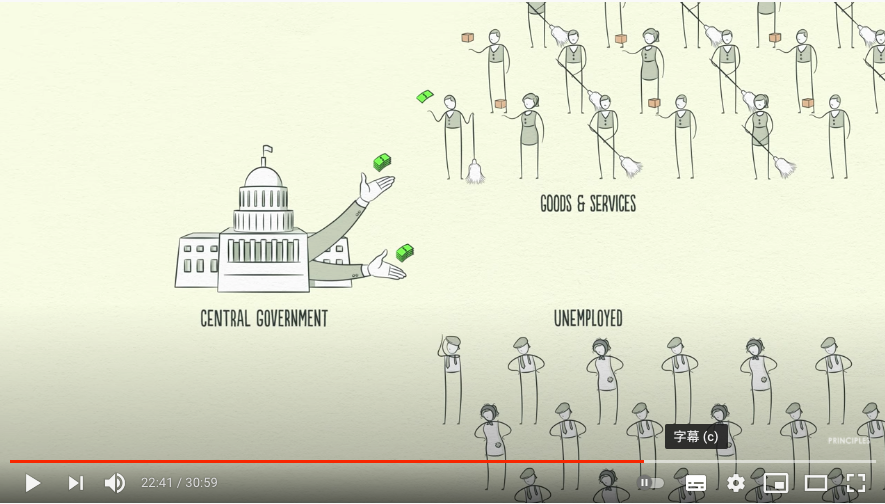 GOODS & SERVICES
CENTRAL GOVERNMENT
UNEMPLOYED
字幕 (c)
PRINCIPLES
22:41 / 30:59